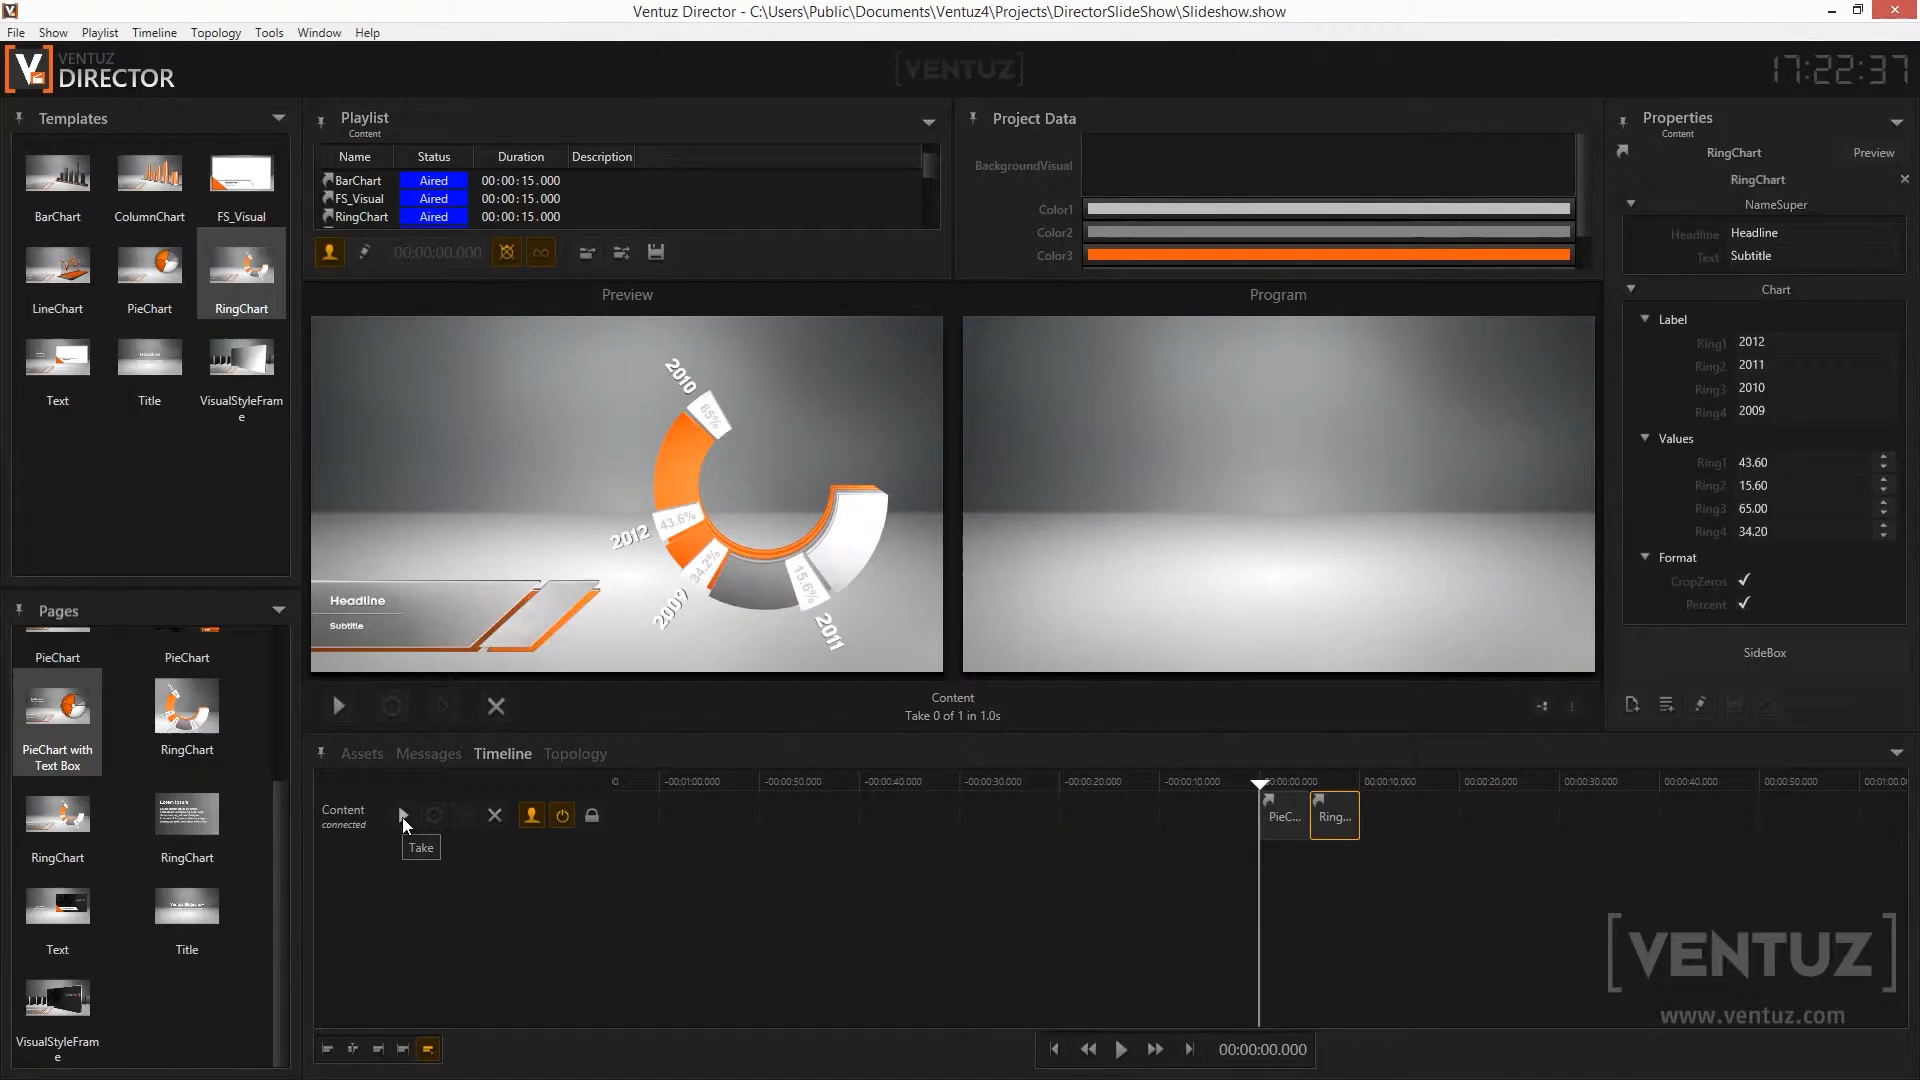 Ventuz Director - C:\Users\Public\Documents\Ventuz4\Projects\DirectorSlideShow\Slideshow.show
File Show Playlist Timeline Topology Tools Window Help
VENTUZ
DIRECTOR
[VENTUZ]
17:22:37
Templates
BarChart ColumnChart FS_Visual
LineChart PieChart RingChart
Text Title VisualStyleFram
e
Pages
PieChart PieChart
PieChart with
Text Box
RingChart
RingChart RingChart
Text Title
VisualStyleFram
e
Playlist
Content
Name Status Duration Description
BarChart Aired 00:00:15.000
FS_Visual Aired 00:00:15.000
RingChart Aired 00:00:15.000
00:00:00.000
Project Data
BackgroundVisual
Color1
Color2
Color3
Preview
Program
2010
65%
2012
43.6%
34.2%
2009
15.6%
2011
Headline
Subtitle
Content
Take 0 of 1 in 1.0s
Assets Messages Timeline Topology
-00:01:00.000 -00:00:50.000 -00:00:40.000 -00:00:30.000 -00:00:20.000 -00:00:10.000 00:00:00.000 00:00:10.000 00:00:20.000 00:00:30.000 00:00:40.000 00:00:50.000 00:01:00.0
Content
connected
Take
PieC... Ring...
00:00:00.000
Properties
Content
RingChart Preview
RingChart
NameSuper
Headline Headline
Text Subtitle
Chart
Label
Ring1 2012
Ring2 2011
Ring3 2010
Ring4 2009
Values
Ring1 43.60
Ring2 15.60
Ring3 65.00
Ring4 34.20
Format
CropZeros
Percent
SideBox
[VENTUZ]
www.ventuz.com